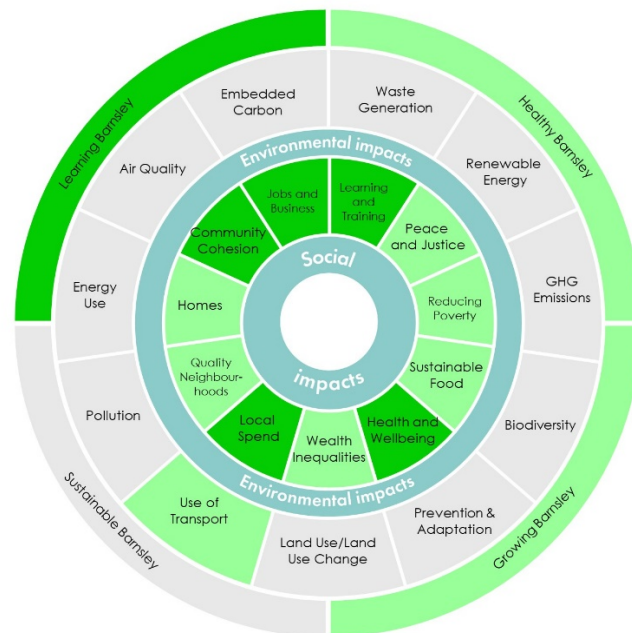 Learning Barnsley
Healthy Barnsley
Growing Barnsley
Sustainable Barnsley
Embedded
Carbon
Waste
Generation
Renewable
Energy
GHG
Emissions
Biodiversity
Prevention &
Adaptation
Land Use/Land
Use Change
Use of
Transport
Pollution
Energy
Use
Air Quality
Environmental impacts
Environmental impacts
Jobs and
Business
Learning
and
Training
Peace
and Justice
Reducing
Poverty
Sustainable
Food
Health and
Wellbeing
Wealth
Inequalities
Local
Spend
Quality
Neighbour-
hoods
Homes
Community
Cohesion
Social
impacts